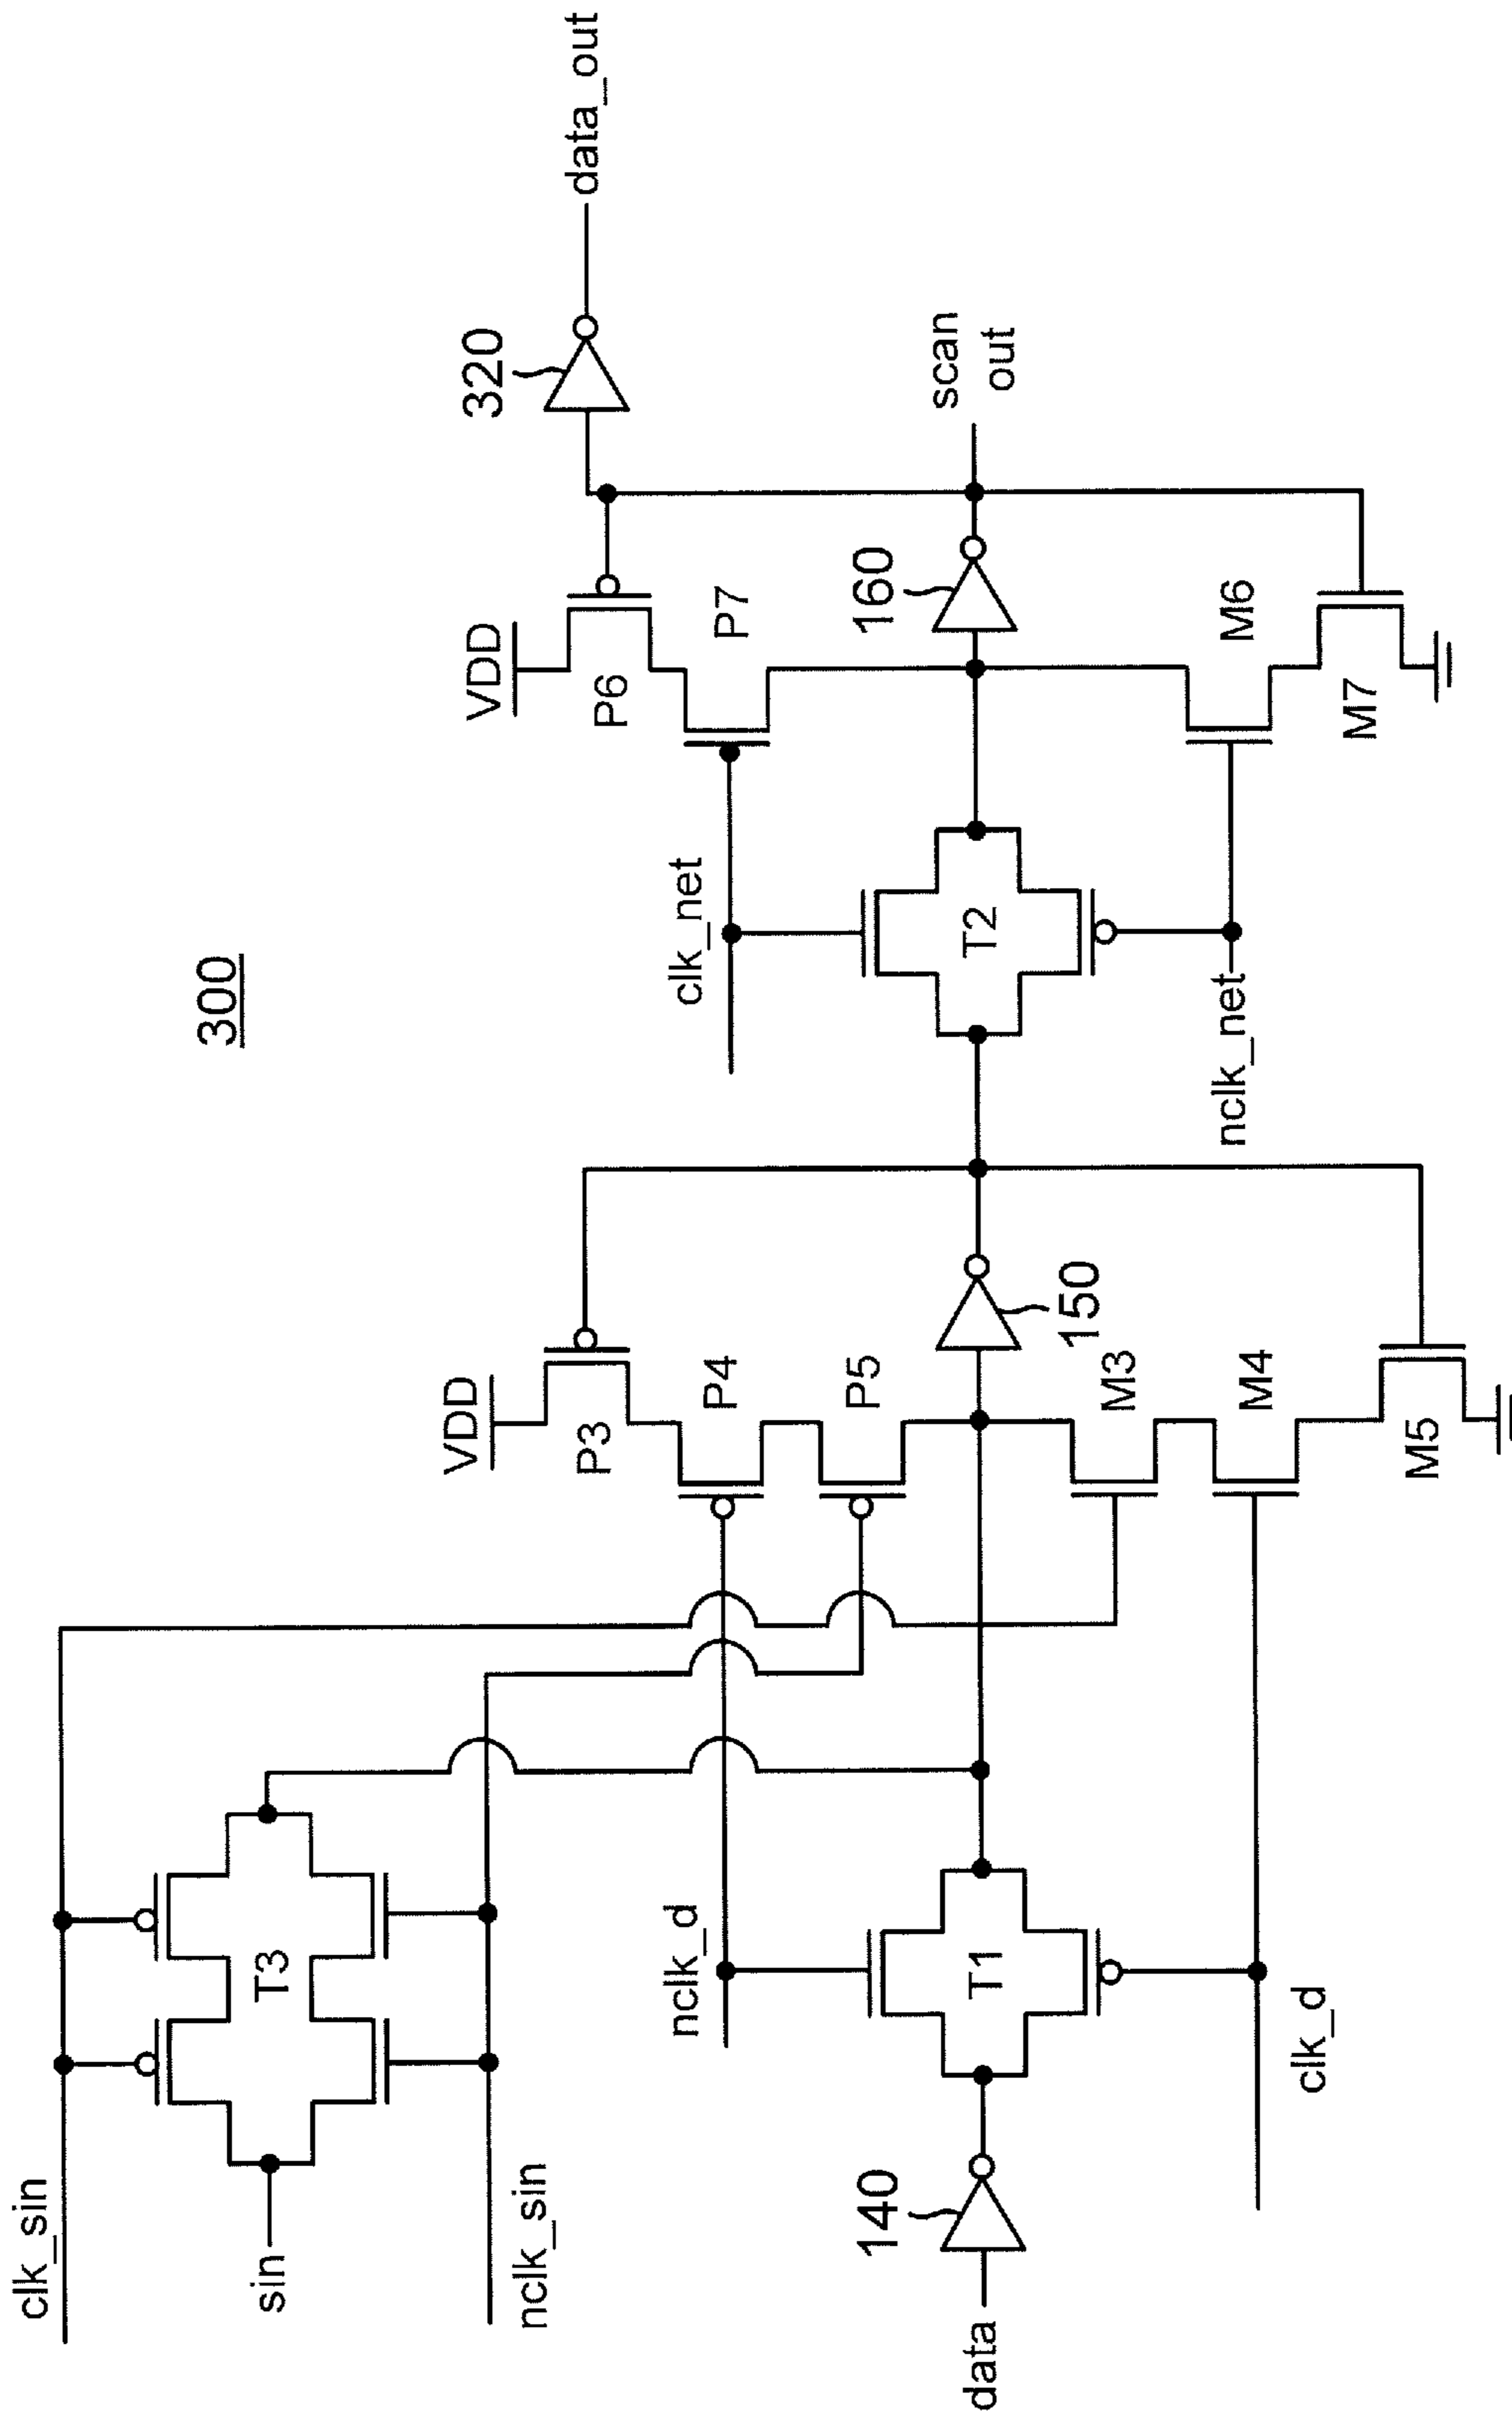 300
clk_sin
sin
nclk_sin
T3
data
140
nclk_d
T1
clk_d
VDD
P3
P4
P5
150
M3
M4
M5
clk_net
T2
nclk_net
VDD
P6
P7
160
M6
M7
scan
out
320
data_out